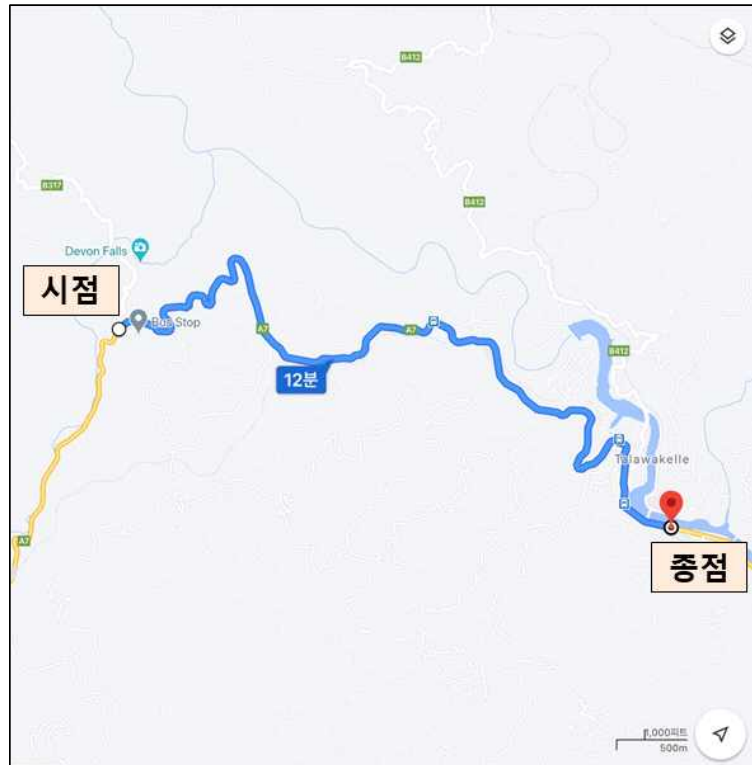 B412
B317
B412
Devon Falls
시점
Bus Stop
A7
A7
12분
B412
Talawakelle
A7
종점
1,000피트
500m